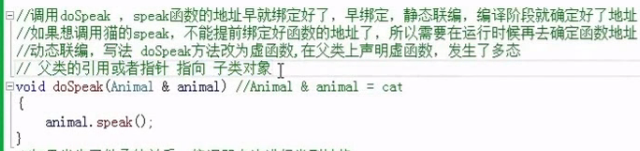 //调用doSpeak ，speak函数的地址早就绑定好了，早绑定，静态联编，编译阶段就确定好了地址
//如果想调用猫的speak，不能提前绑定好函数的地址了，所以需要在运行时候再去确定函数地址
//动态联编，写法 doSpeak方法改为虚函数,在父类上声明虚函数，发生了多态
// 父类的引用或者指针 指向 子类对象
void doSpeak(Animal & animal) //Animal & animal = cat
{
animal.speak();
}